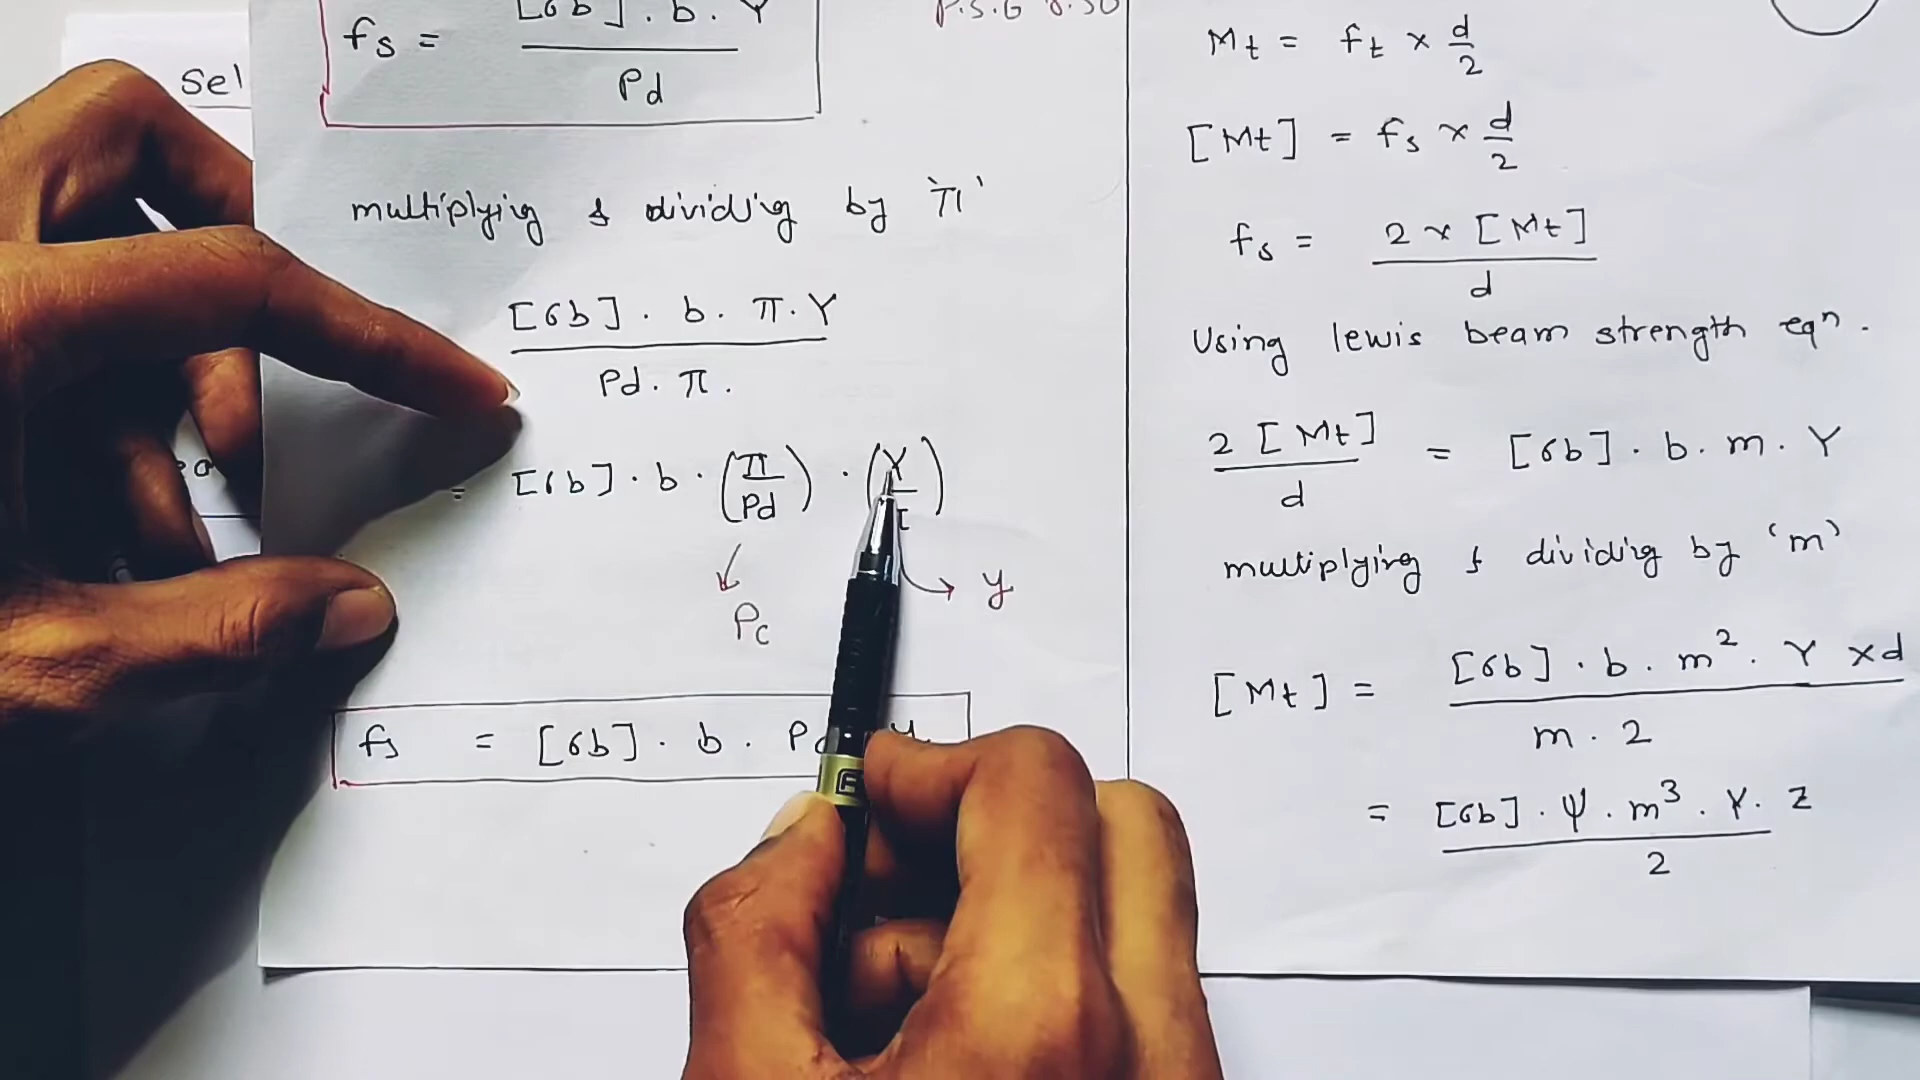 Sel
fs = [σb] . b . Y
Pd
P.S.G 8.50
multiplying & dividing by 'π'
[σb] . b . π . Y
Pd . π .
= [σb] . b . (π/Pd) . (Y/π)
Pc
y
fs = [σb] . b . Pc . y
Mt = ft × d/2
[Mt] = fs × d/2
fs = 2 × [Mt]
d
Using lewis beam strength eqn .
2 [Mt] = [σb] . b . m . Y
d
multiplying & dividing by 'm'
[Mt] = [σb] . b . m² . Y × d
m . 2
= [σb] . ψ . m³ . Y . z
2